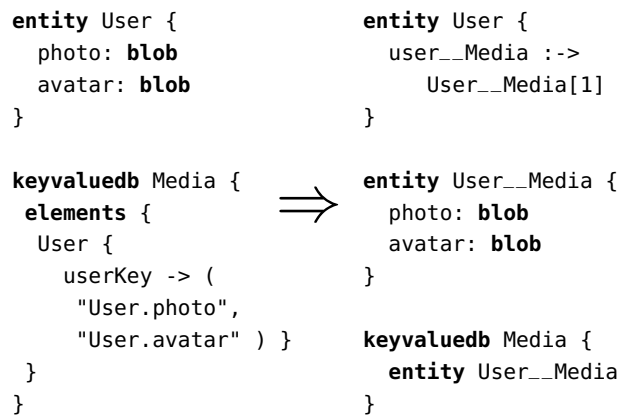 entity User {
  photo: blob
  avatar: blob
}
keyvaluedb Media {
 elements {
  User {
    userKey -> (
     "User.photo",
     "User.avatar" ) }
 }
}
⇒
entity User {
  user__Media :->
     User__Media[1]
}
entity User__Media {
  photo: blob
  avatar: blob
}
keyvaluedb Media {
  entity User__Media
}